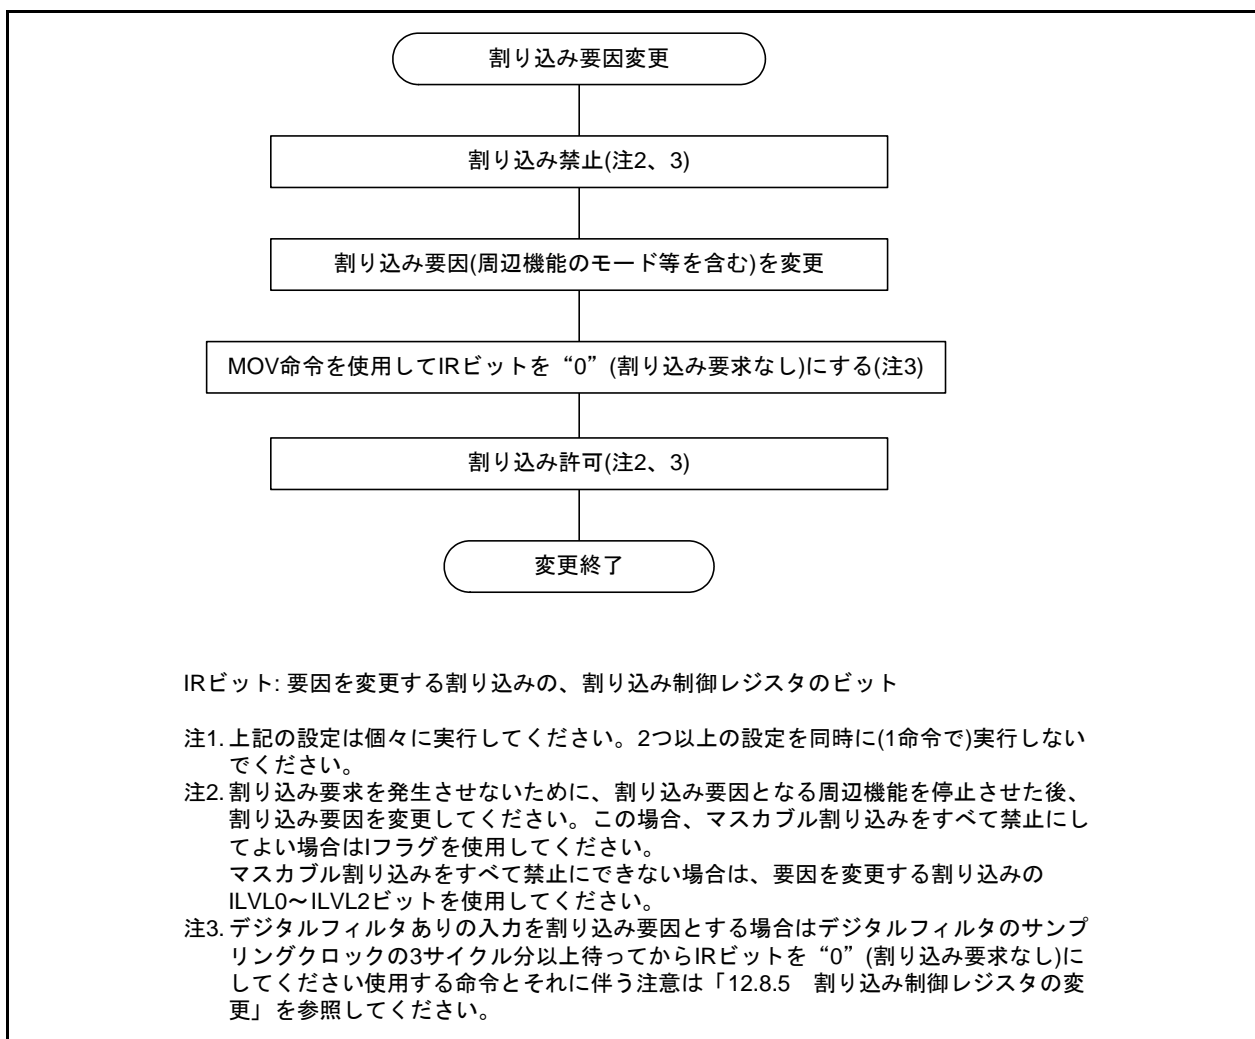 割り込み要因変更
割り込み禁止(注2、3)
割り込み要因(周辺機能のモード等を含む)を変更
MOV命令を使用してIRビットを“0”(割り込み要求なし)にする(注3)
割り込み許可(注2、3)
変更終了
IRビット: 要因を変更する割り込みの、割り込み制御レジスタのビット
注1. 上記の設定は個々に実行してください。2つ以上の設定を同時に(1命令で)実行しない
でください。
注2. 割り込み要求を発生させないために、割り込み要因となる周辺機能を停止させた後、
割り込み要因を変更してください。この場合、マスカブル割り込みをすべて禁止にし
てよい場合はIフラグを使用してください。
マスカブル割り込みをすべて禁止にできない場合は、要因を変更する割り込みの
ILVL0～ILVL2ビットを使用してください。
注3. デジタルフィルタありの入力を割り込み要因とする場合はデジタルフィルタのサンプ
リングクロックの3サイクル分以上待ってからIRビットを“0”(割り込み要求なし)に
してください使用する命令とそれに伴う注意は「12.8.5　割り込み制御レジスタの変
更」を参照してください。